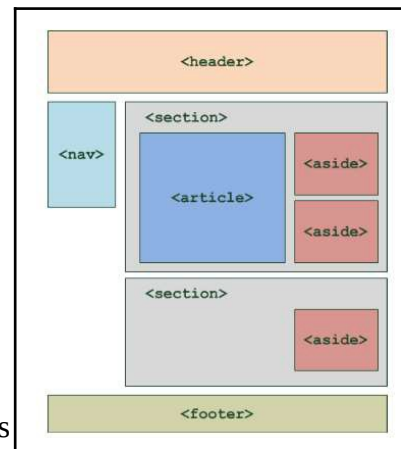 <header>
<section>
<nav>
<article>
<aside>
<aside>
<section>
<aside>
<footer>
s